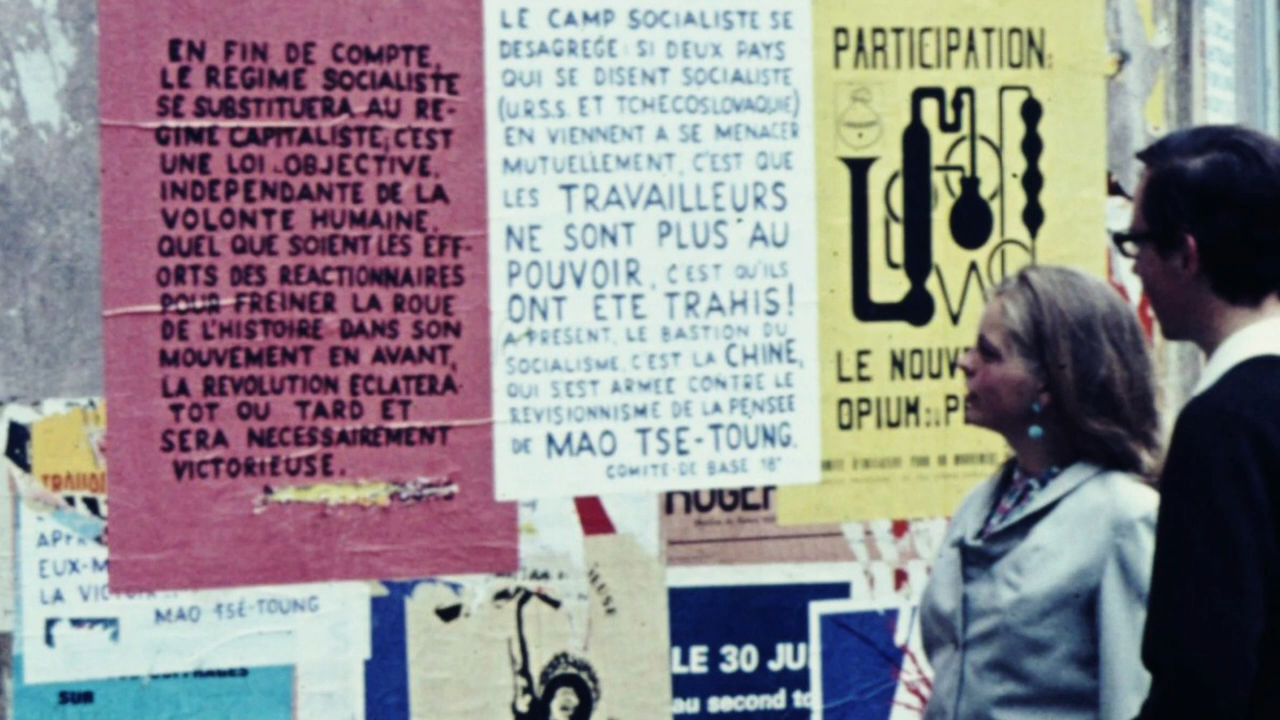 EN FIN DE COMPTE,
LE REGIME SOCIALISTE
SE SUBSTITUERA AU RE-
GIME CAPITALISTE; C'EST
UNE LOI OBJECTIVE,
INDEPENDANTE DE LA
VOLONTE HUMAINE.
QUEL QUE SOIENT LES EFF-
ORTS DES REACTIONNAIRES
POUR FREINER LA ROUE
DE L'HISTOIRE DANS SON
MOUVEMENT EN AVANT,
LA REVOLUTION ECLATERA
TOT OU TARD ET
SERA NECESSAIREMENT
VICTORIEUSE.
LE CAMP SOCIALISTE SE
DESAGREGE: SI DEUX PAYS
QUI SE DISENT SOCIALISTE
(U.R.S.S. ET TCHECOSLOVAQUIE)
EN VIENNENT A SE MENACER
MUTUELLEMENT, C'EST QUE
LES TRAVAILLEURS
NE SONT PLUS AU
POUVOIR, C'EST QU'ILS
ONT ETE TRAHIS!
A PRESENT, LE BASTION DU
SOCIALISME, C'EST LA CHINE,
QUI S'EST ARMEE CONTRE LE
REVISIONNISME DE LA PENSEE
DE MAO TSE-TOUNG.
COMITE DE BASE 18°
PARTICIPATION:
LE NOUV
OPIUM
EUX-M
LA
MAO TSE-TOUNG
SUR
ROGER
LE 30 JUI
au second to